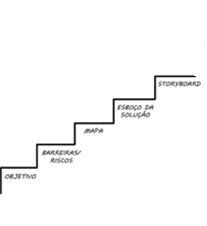 STORYBOARD
ESBOÇO DA
SOLUÇÃO
MAPA
BARREIRAS/
RISCOS
OBJETIVO